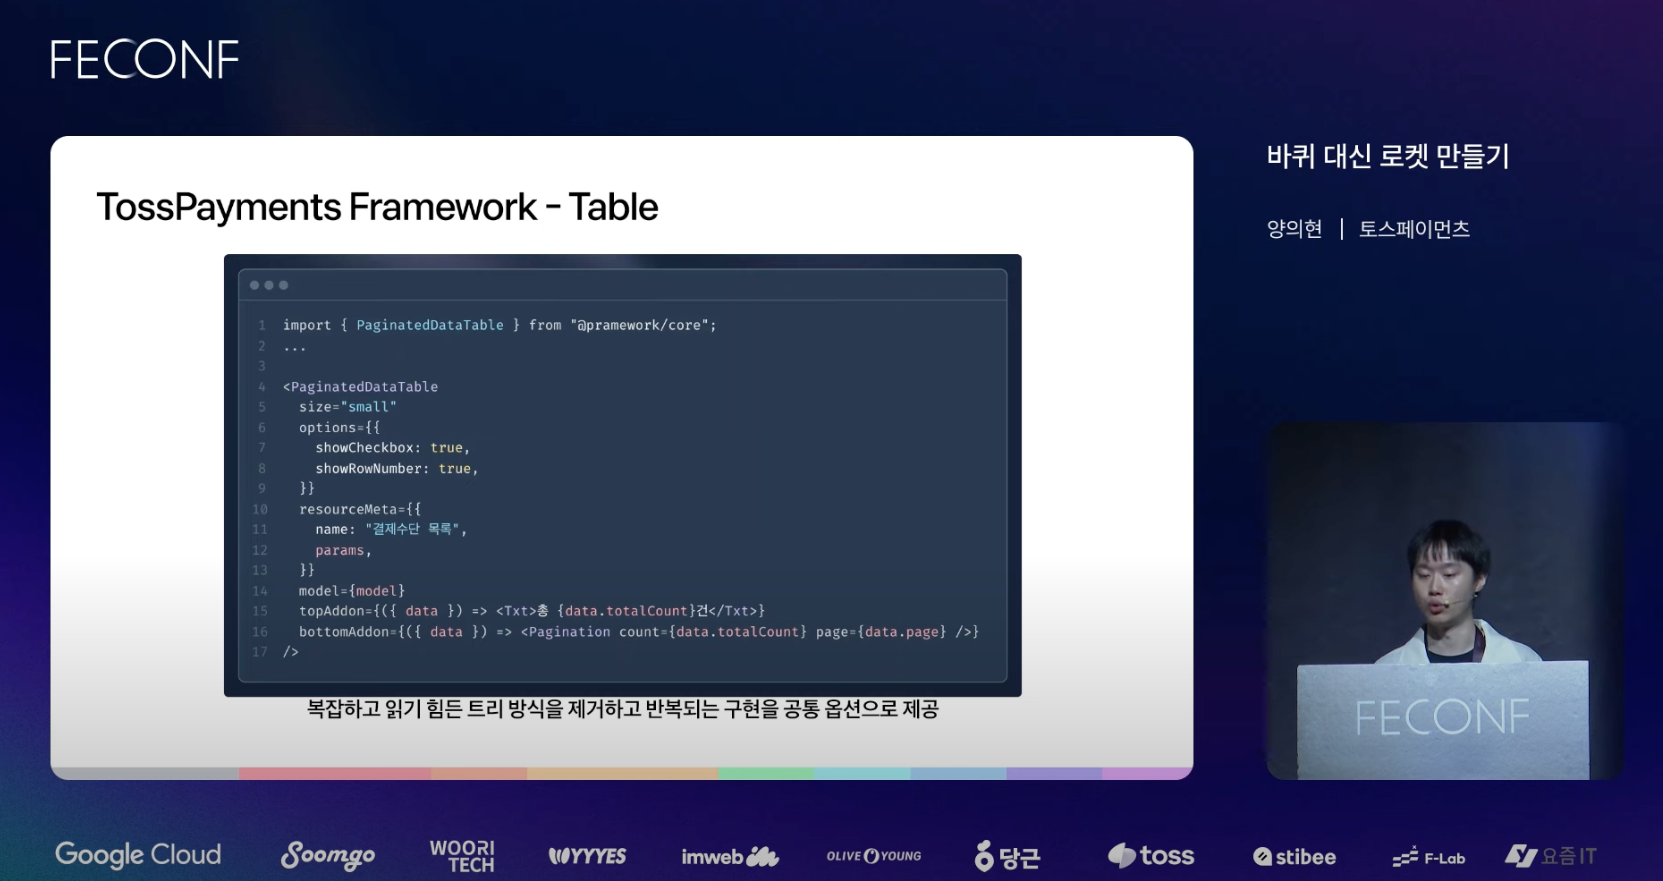 FECONF
바퀴 대신 로켓 만들기
양의현 | 토스페이먼츠
TossPayments Framework - Table
1 import { PaginatedDataTable } from "@pramework/core";
2 ...
3
4 <PaginatedDataTable
5 size="small"
6 options={{
7 showCheckbox: true,
8 showRowNumber: true,
9 }}
10 resourceMeta={{
11 name: "결제수단 목록",
12 params,
13 }}
14 model={model}
15 topAddon={({ data }) => <Txt>총 {data.totalCount}건</Txt>}
16 bottomAddon={({ data }) => <Pagination count={data.totalCount} page={data.page} />}
17 />
복잡하고 읽기 힘든 트리 방식을 제거하고 반복되는 구현을 공통 옵션으로 제공
FECONF
Google Cloud
Soomgo
WOORI
TECH
WYYYES
imweb
OLIVE YOUNG
당근
toss
stibee
F-Lab
요즘IT